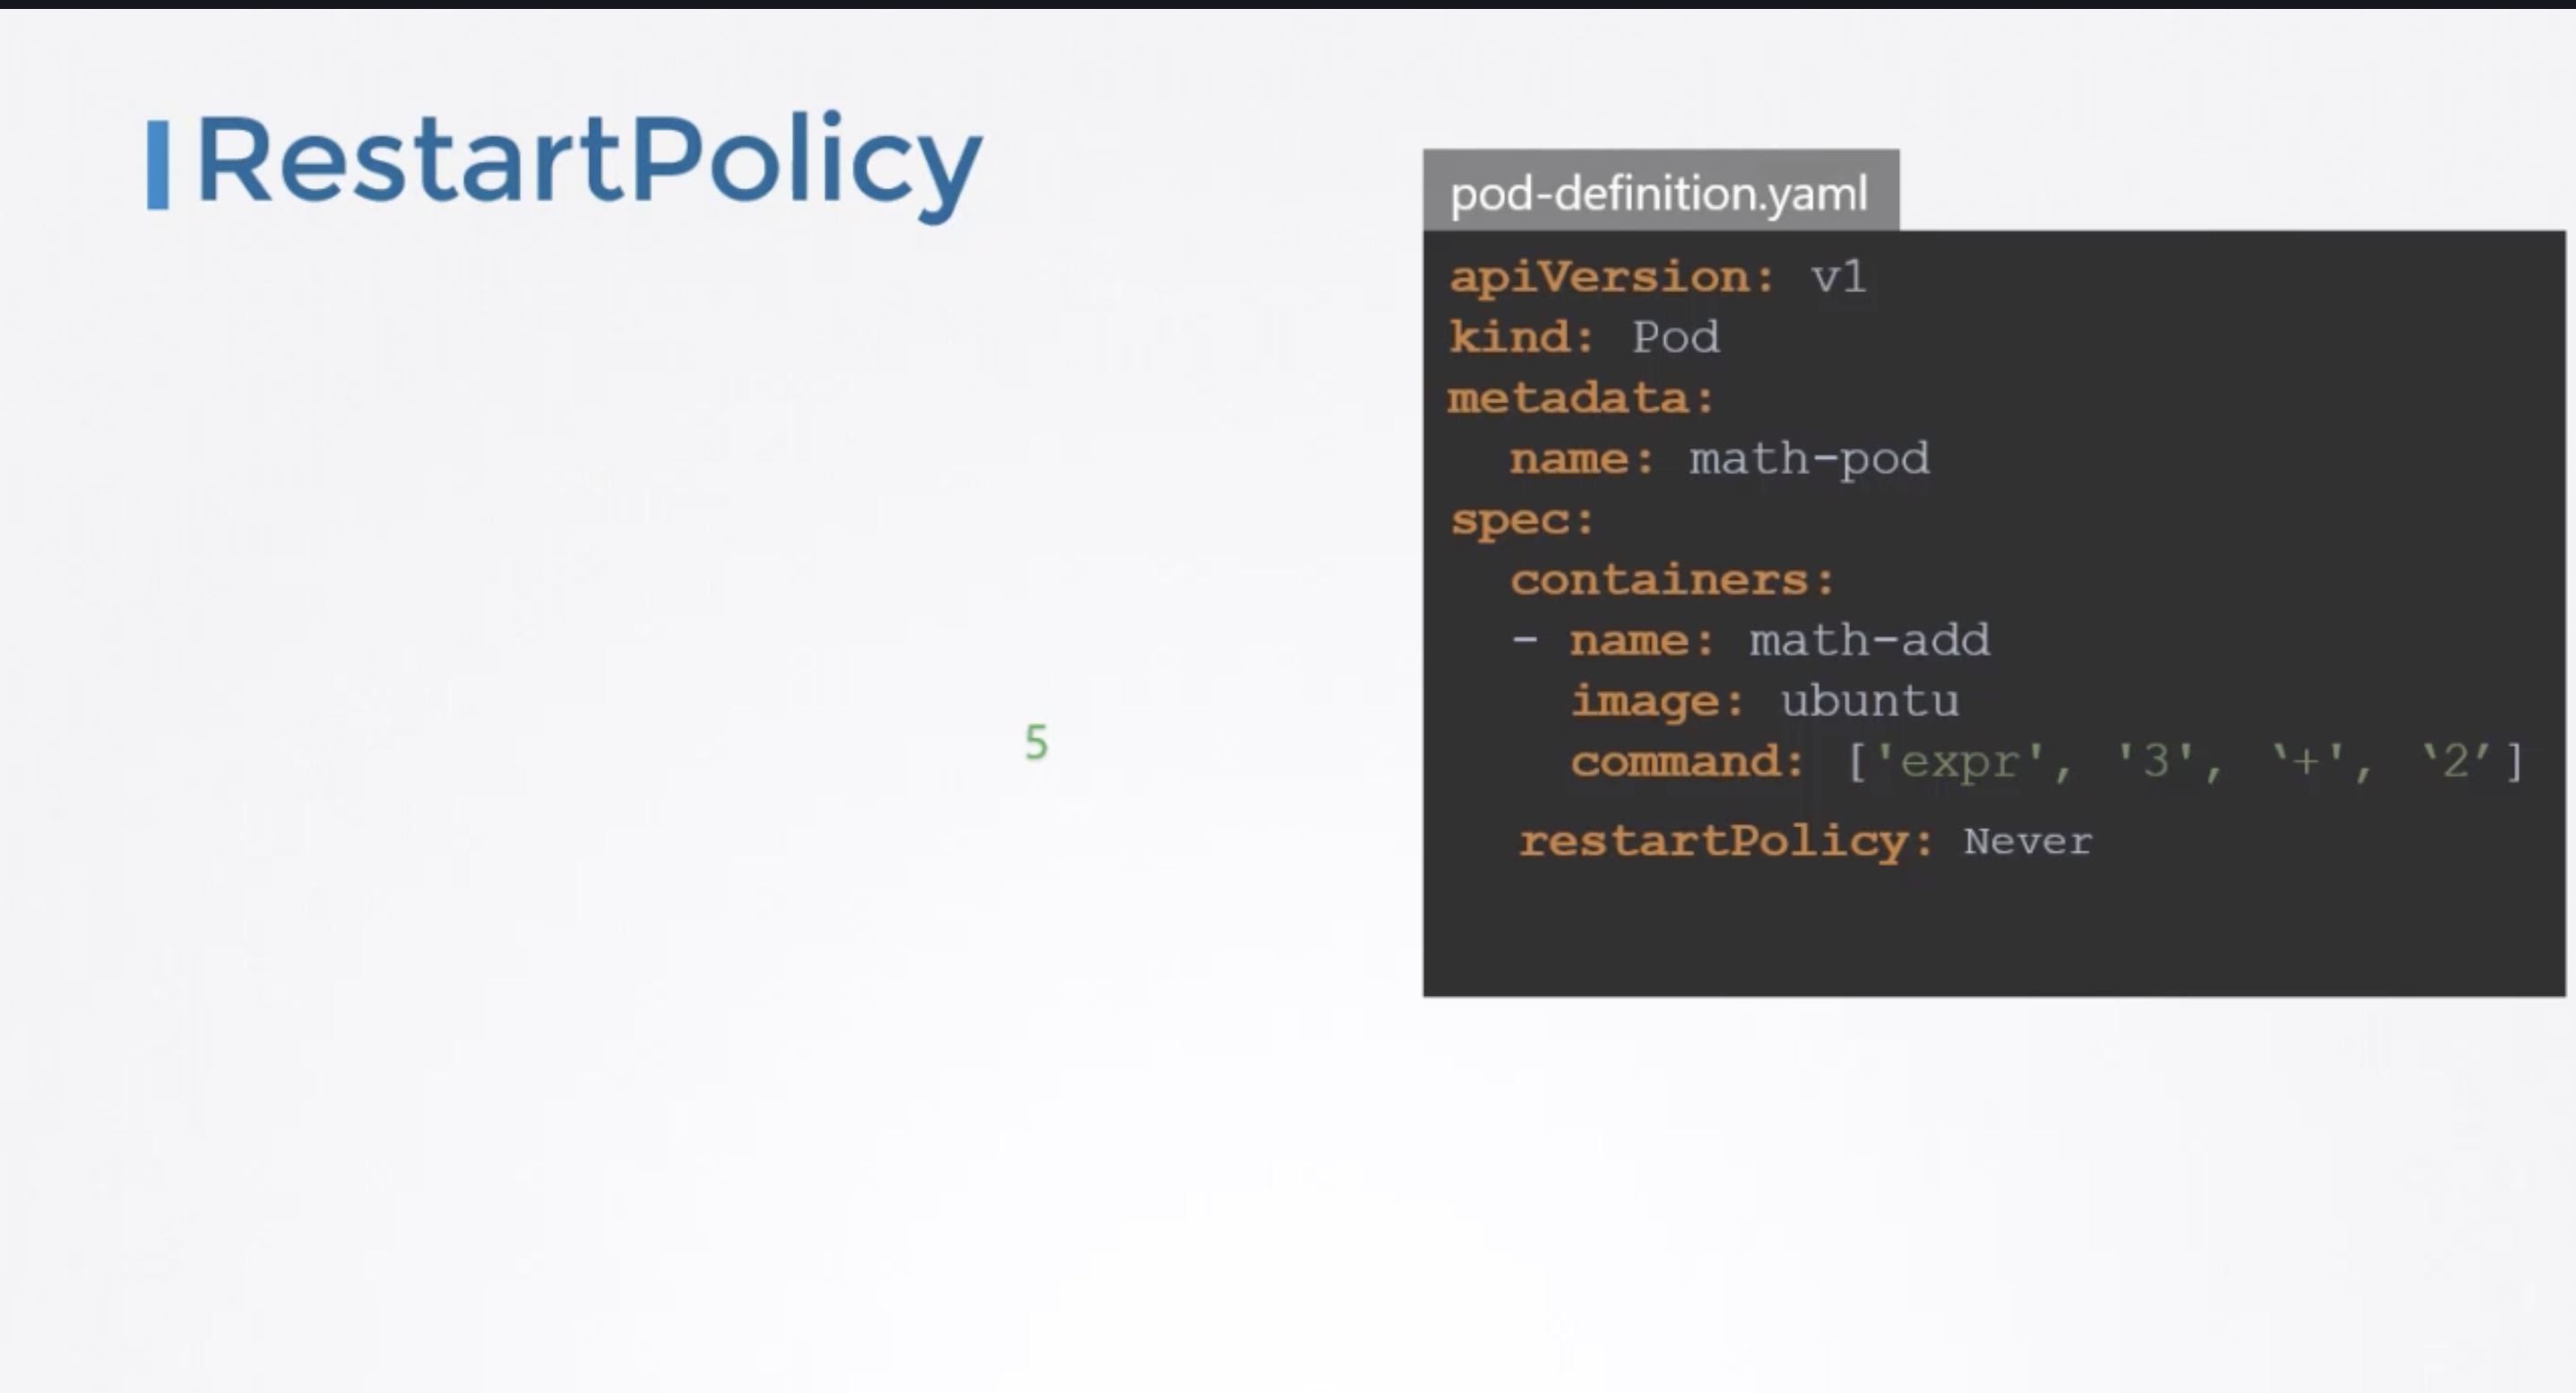 RestartPolicy
pod-definition.yaml
apiVersion: v1
kind: Pod
metadata:
  name: math-pod
spec:
  containers:
  - name: math-add
    image: ubuntu
    command: ['expr', '3', ‵+', ‵2′]
  restartPolicy: Never
5